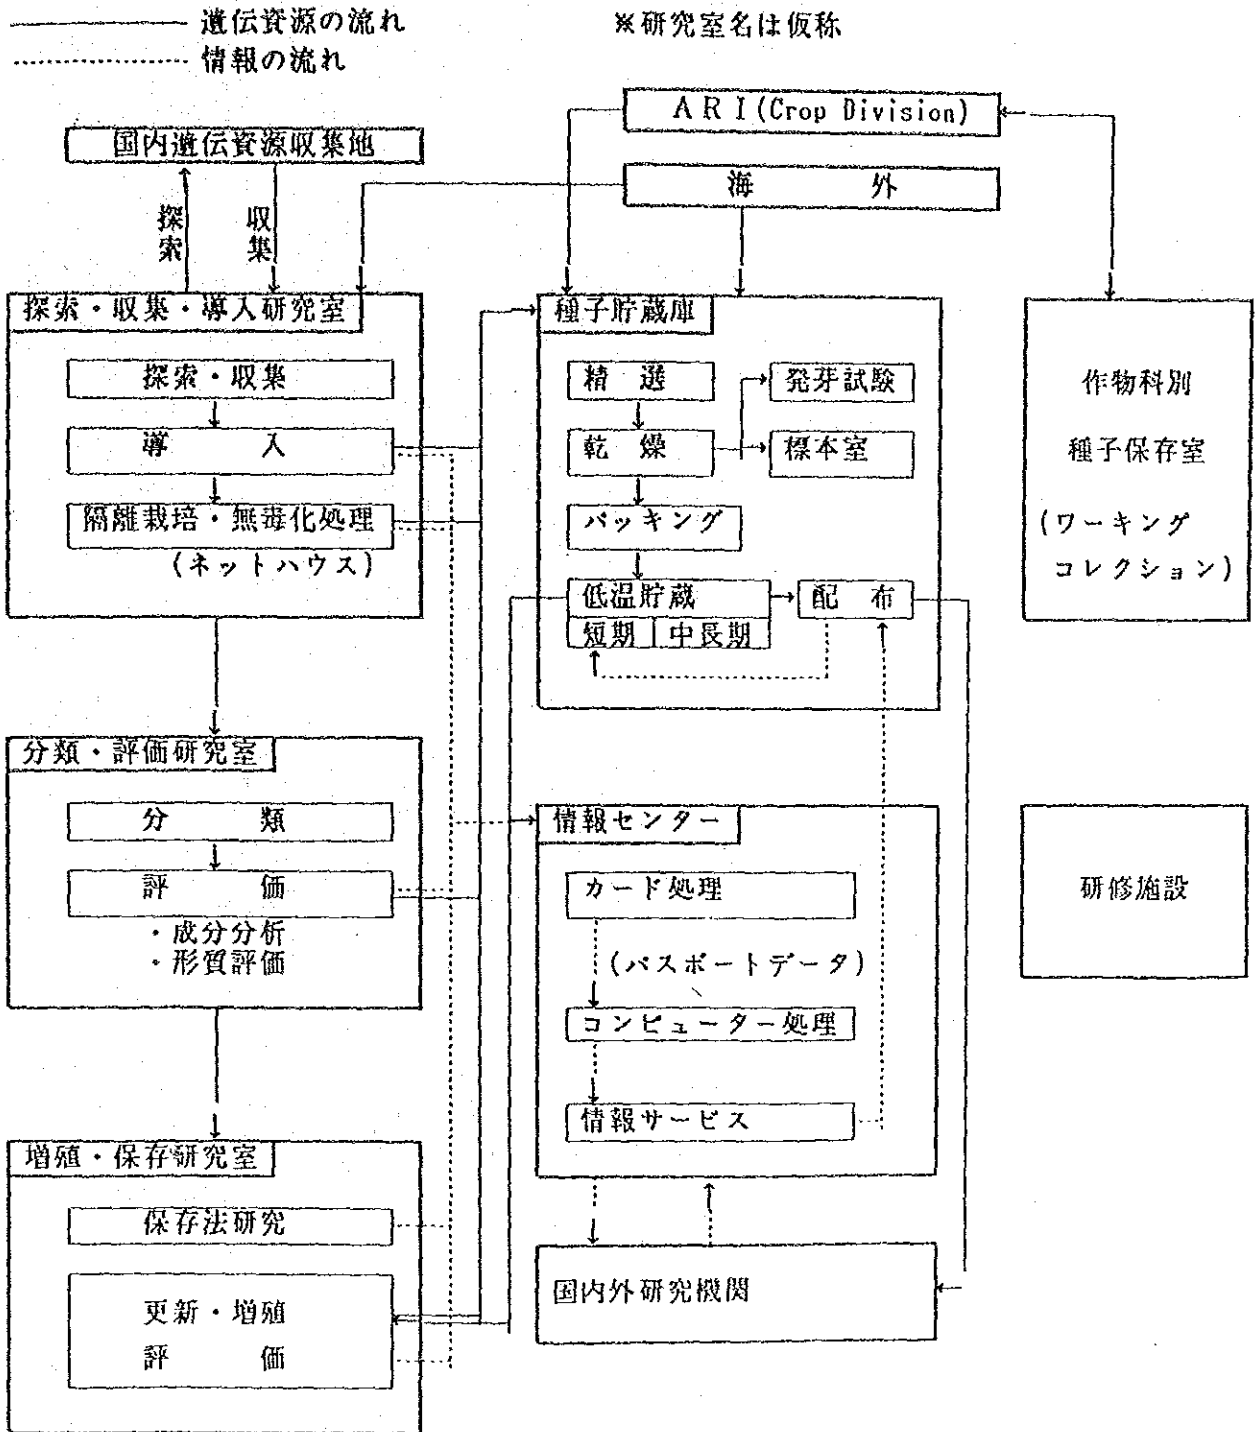 遺伝資源の流れ
※研究室名は仮称
情報の流れ
ARI(Crop Division)
国内遺伝資源収集地
海 外
探索
収集
探索・収集・導入研究室
探索・収集
導 入
隔離栽培・無毒化処理
(ネットハウス)
種子貯蔵庫
精 選
発芽試験
乾 燥
標本室
パッキング
低温貯蔵
配 布
短期
中長期
作物科別
種子保存室
(ワーキング
コレクション)
分類・評価研究室
分 類
評 価
・成分分析
・形質評価
情報センター
カード処理
(パスポートデータ)
コンピューター処理
情報サービス
研修施設
増殖・保存研究室
保存法研究
更新・増殖
評 価
国内外研究機関